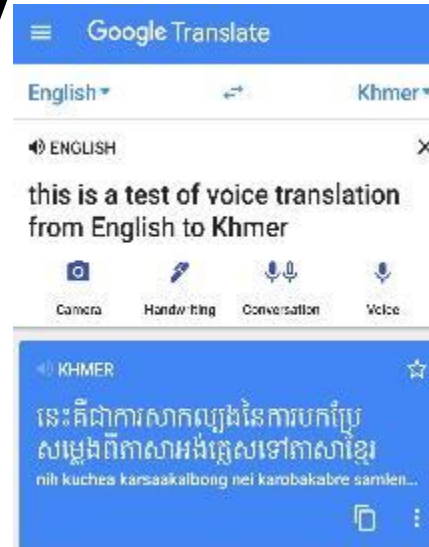 Google Translate
English
Khmer
ENGLISH
this is a test of voice translation
from English to Khmer
Camera Handwriting Conversation Voice
KHMER
នេះគឺជាការសាកល្បងនៃការបកប្រែ
សម្លេងពីភាសាអង់គ្លេសទៅភាសាខ្មែរ
nih kuchea karsaakalbong nei karobakabre samlen...